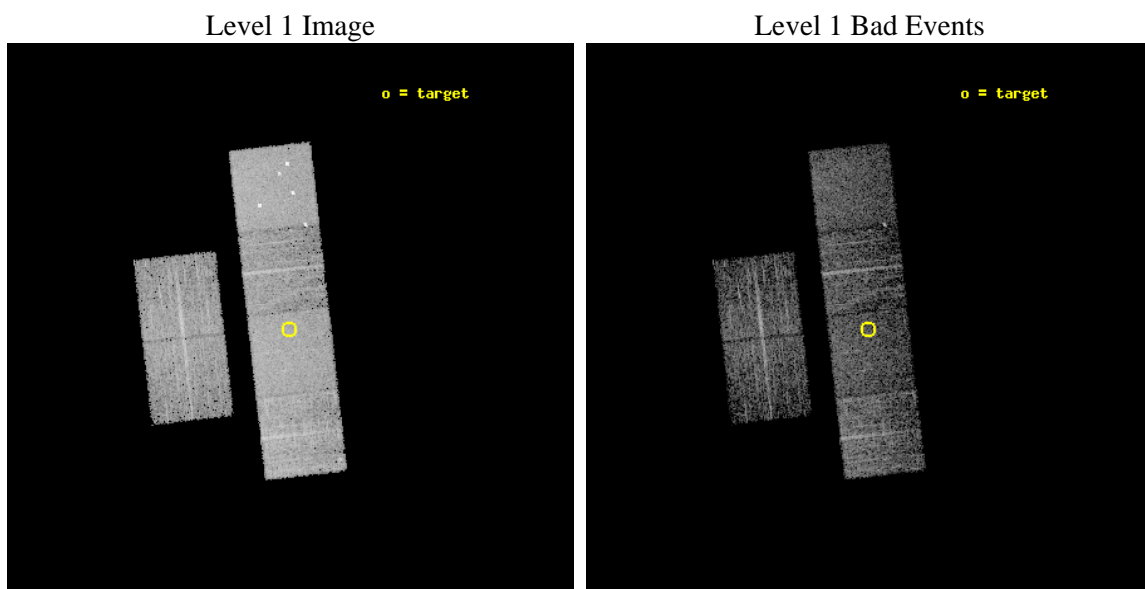 Level 1 Image
Level 1 Bad Events
o = target
o = target